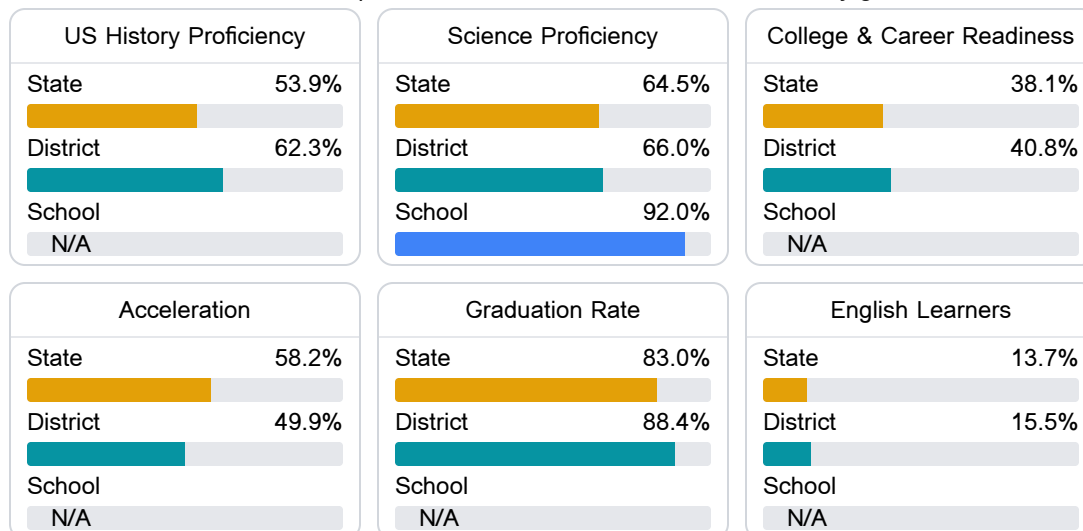 US History Proficiency
State 53.9%
District 62.3%
School
N/A
Science Proficiency
State 64.5%
District 66.0%
School 92.0%
College & Career Readiness
State 38.1%
District 40.8%
School
N/A
Acceleration
State 58.2%
District 49.9%
School
N/A
Graduation Rate
State 83.0%
District 88.4%
School
N/A
English Learners
State 13.7%
District 15.5%
School
N/A